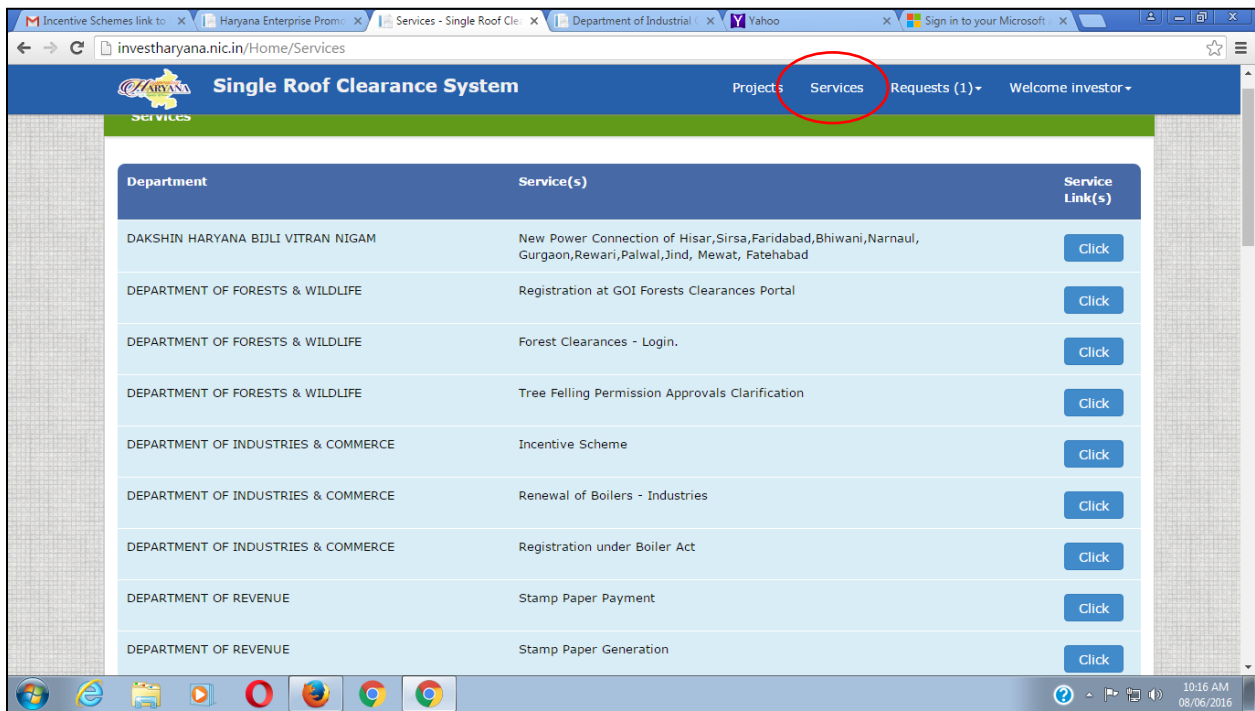 Incentive Schemes link to
Haryana Enterprise Promo
Services - Single Roof Clea
Department of Industrial
Yahoo
Sign in to your Microsoft
investharyana.nic.in/Home/Services
HARYANA
Single Roof Clearance System
Projects
Services
Requests (1)
Welcome investor
Services
Department
Service(s)
Service
Link(s)
DAKSHIN HARYANA BIJLI VITRAN NIGAM
New Power Connection of Hisar,Sirsa,Faridabad,Bhiwani,Narnaul,
Gurgaon,Rewari,Palwal,Jind, Mewat, Fatehabad
Click
DEPARTMENT OF FORESTS & WILDLIFE
Registration at GOI Forests Clearances Portal
Click
DEPARTMENT OF FORESTS & WILDLIFE
Forest Clearances - Login.
Click
DEPARTMENT OF FORESTS & WILDLIFE
Tree Felling Permission Approvals Clarification
Click
DEPARTMENT OF INDUSTRIES & COMMERCE
Incentive Scheme
Click
DEPARTMENT OF INDUSTRIES & COMMERCE
Renewal of Boilers - Industries
Click
DEPARTMENT OF INDUSTRIES & COMMERCE
Registration under Boiler Act
Click
DEPARTMENT OF REVENUE
Stamp Paper Payment
Click
DEPARTMENT OF REVENUE
Stamp Paper Generation
Click
10:16 AM
08/06/2016